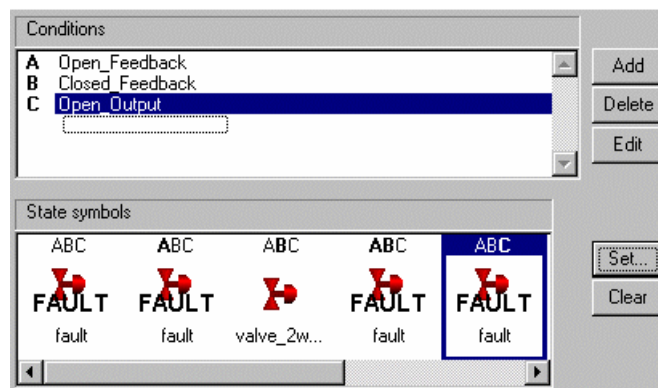 Conditions
A Open_Feedback
B Closed_Feedback
C Open_Output
Add
Delete
Edit
State symbols
ABC ABC ABC ABC ABC
FAULT FAULT FAULT FAULT
fault fault valve_2w... fault fault
Set...
Clear